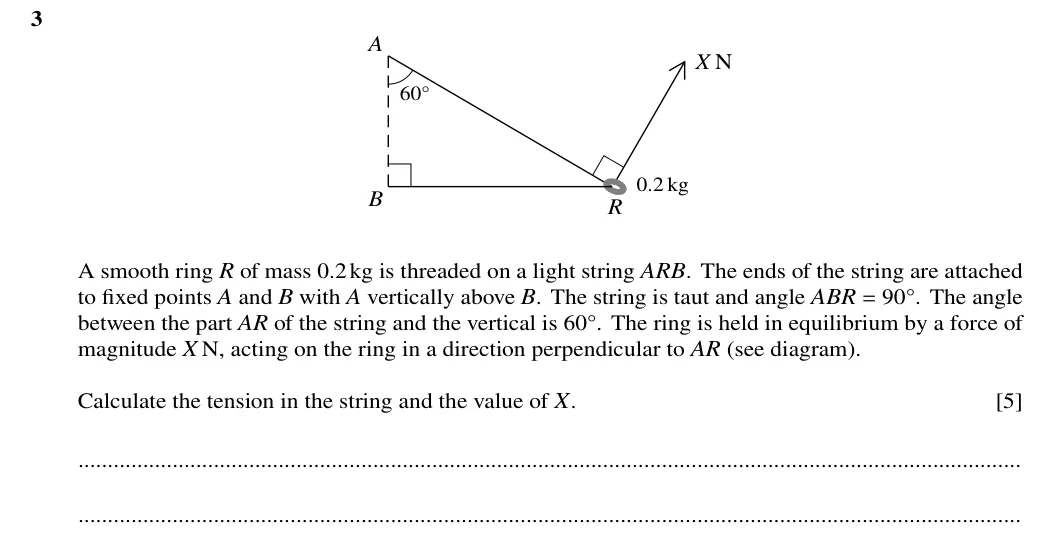 3
A
X N
60°
B
0.2 kg
R
A smooth ring R of mass 0.2 kg is threaded on a light string ARB. The ends of the string are attached
to fixed points A and B with A vertically above B. The string is taut and angle ABR = 90°. The angle
between the part AR of the string and the vertical is 60°. The ring is held in equilibrium by a force of
magnitude X N, acting on the ring in a direction perpendicular to AR (see diagram).
Calculate the tension in the string and the value of X. [5]